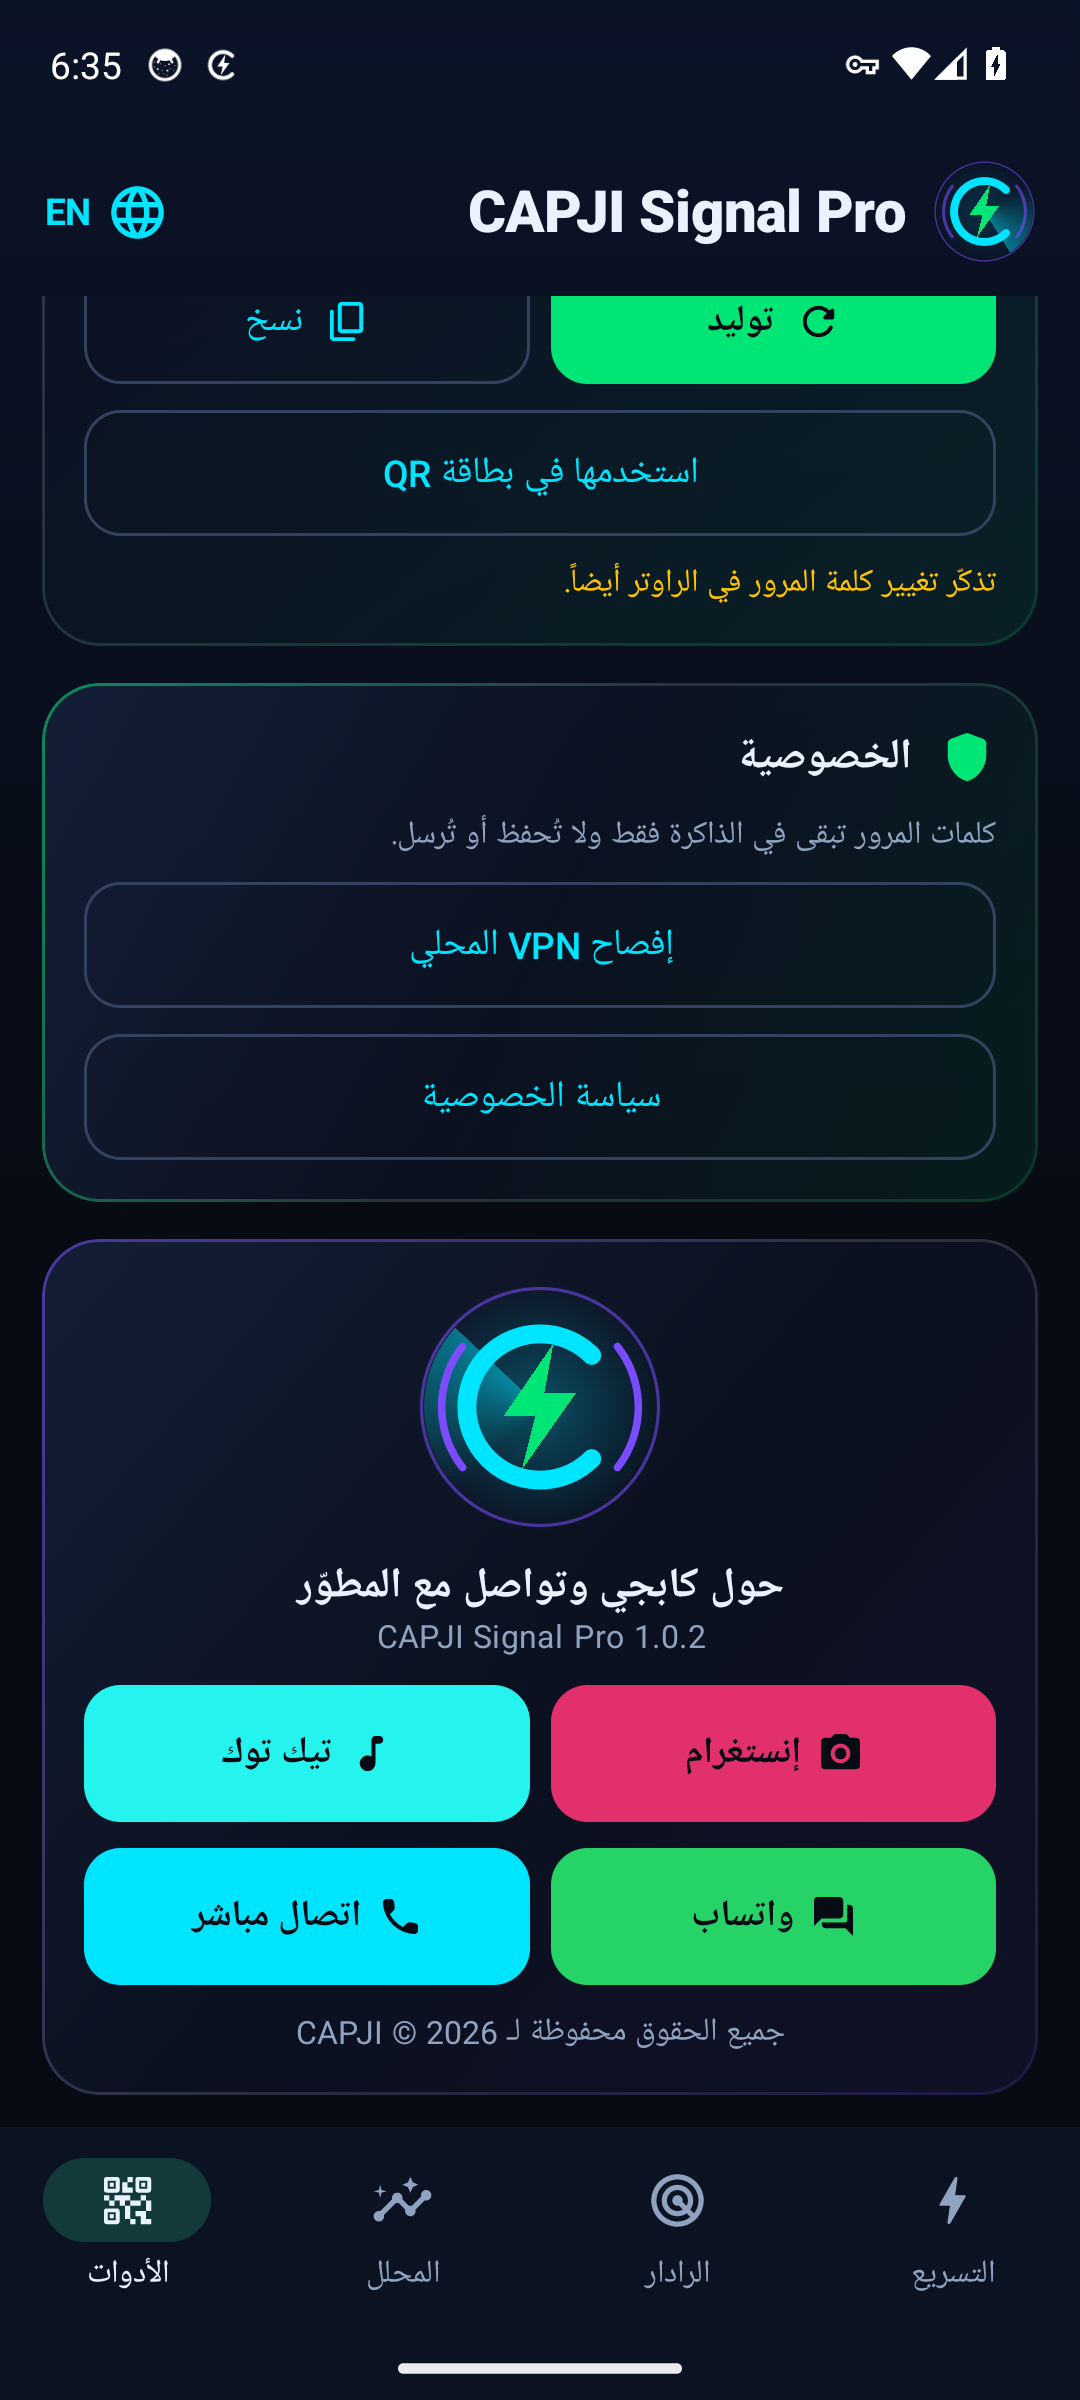 6:35
CAPJI Signal Pro
EN
توليد
نسخ
استخدمها في بطاقة QR
تذكّر تغيير كلمة المرور في الراوتر أيضاً.
الخصوصية
كلمات المرور تبقى في الذاكرة فقط ولا تُحفظ أو تُرسل.
إفصاح VPN المحلي
سياسة الخصوصية
حول كابجي وتواصل مع المطوّر
CAPJI Signal Pro 1.0.2
إنستغرام
تيك توك
واتساب
اتصال مباشر
جميع الحقوق محفوظة لـ CAPJI © 2026
التسريع
الرادار
المحلل
الأدوات